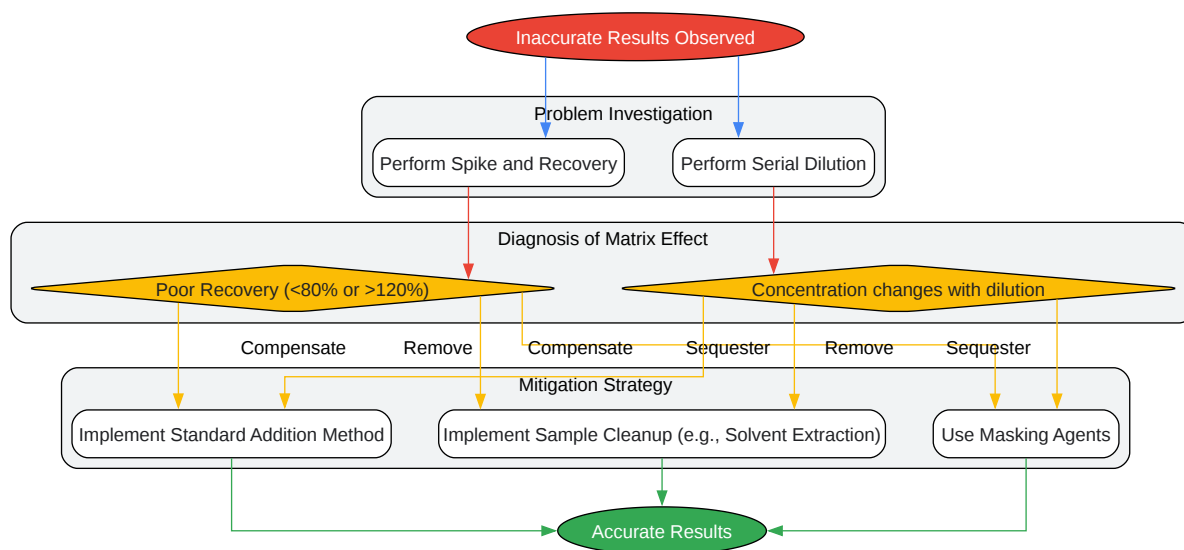 Inaccurate Results Observed
Problem Investigation
Perform Spike and Recovery
Perform Serial Dilution
Diagnosis of Matrix Effect
Poor Recovery (<80% or >120%)
Concentration changes with dilution
Compensate
Remove
Compensate
Sequester
Remove
Sequester
Mitigation Strategy
Implement Standard Addition Method
Implement Sample Cleanup (e.g., Solvent Extraction)
Use Masking Agents
Accurate Results